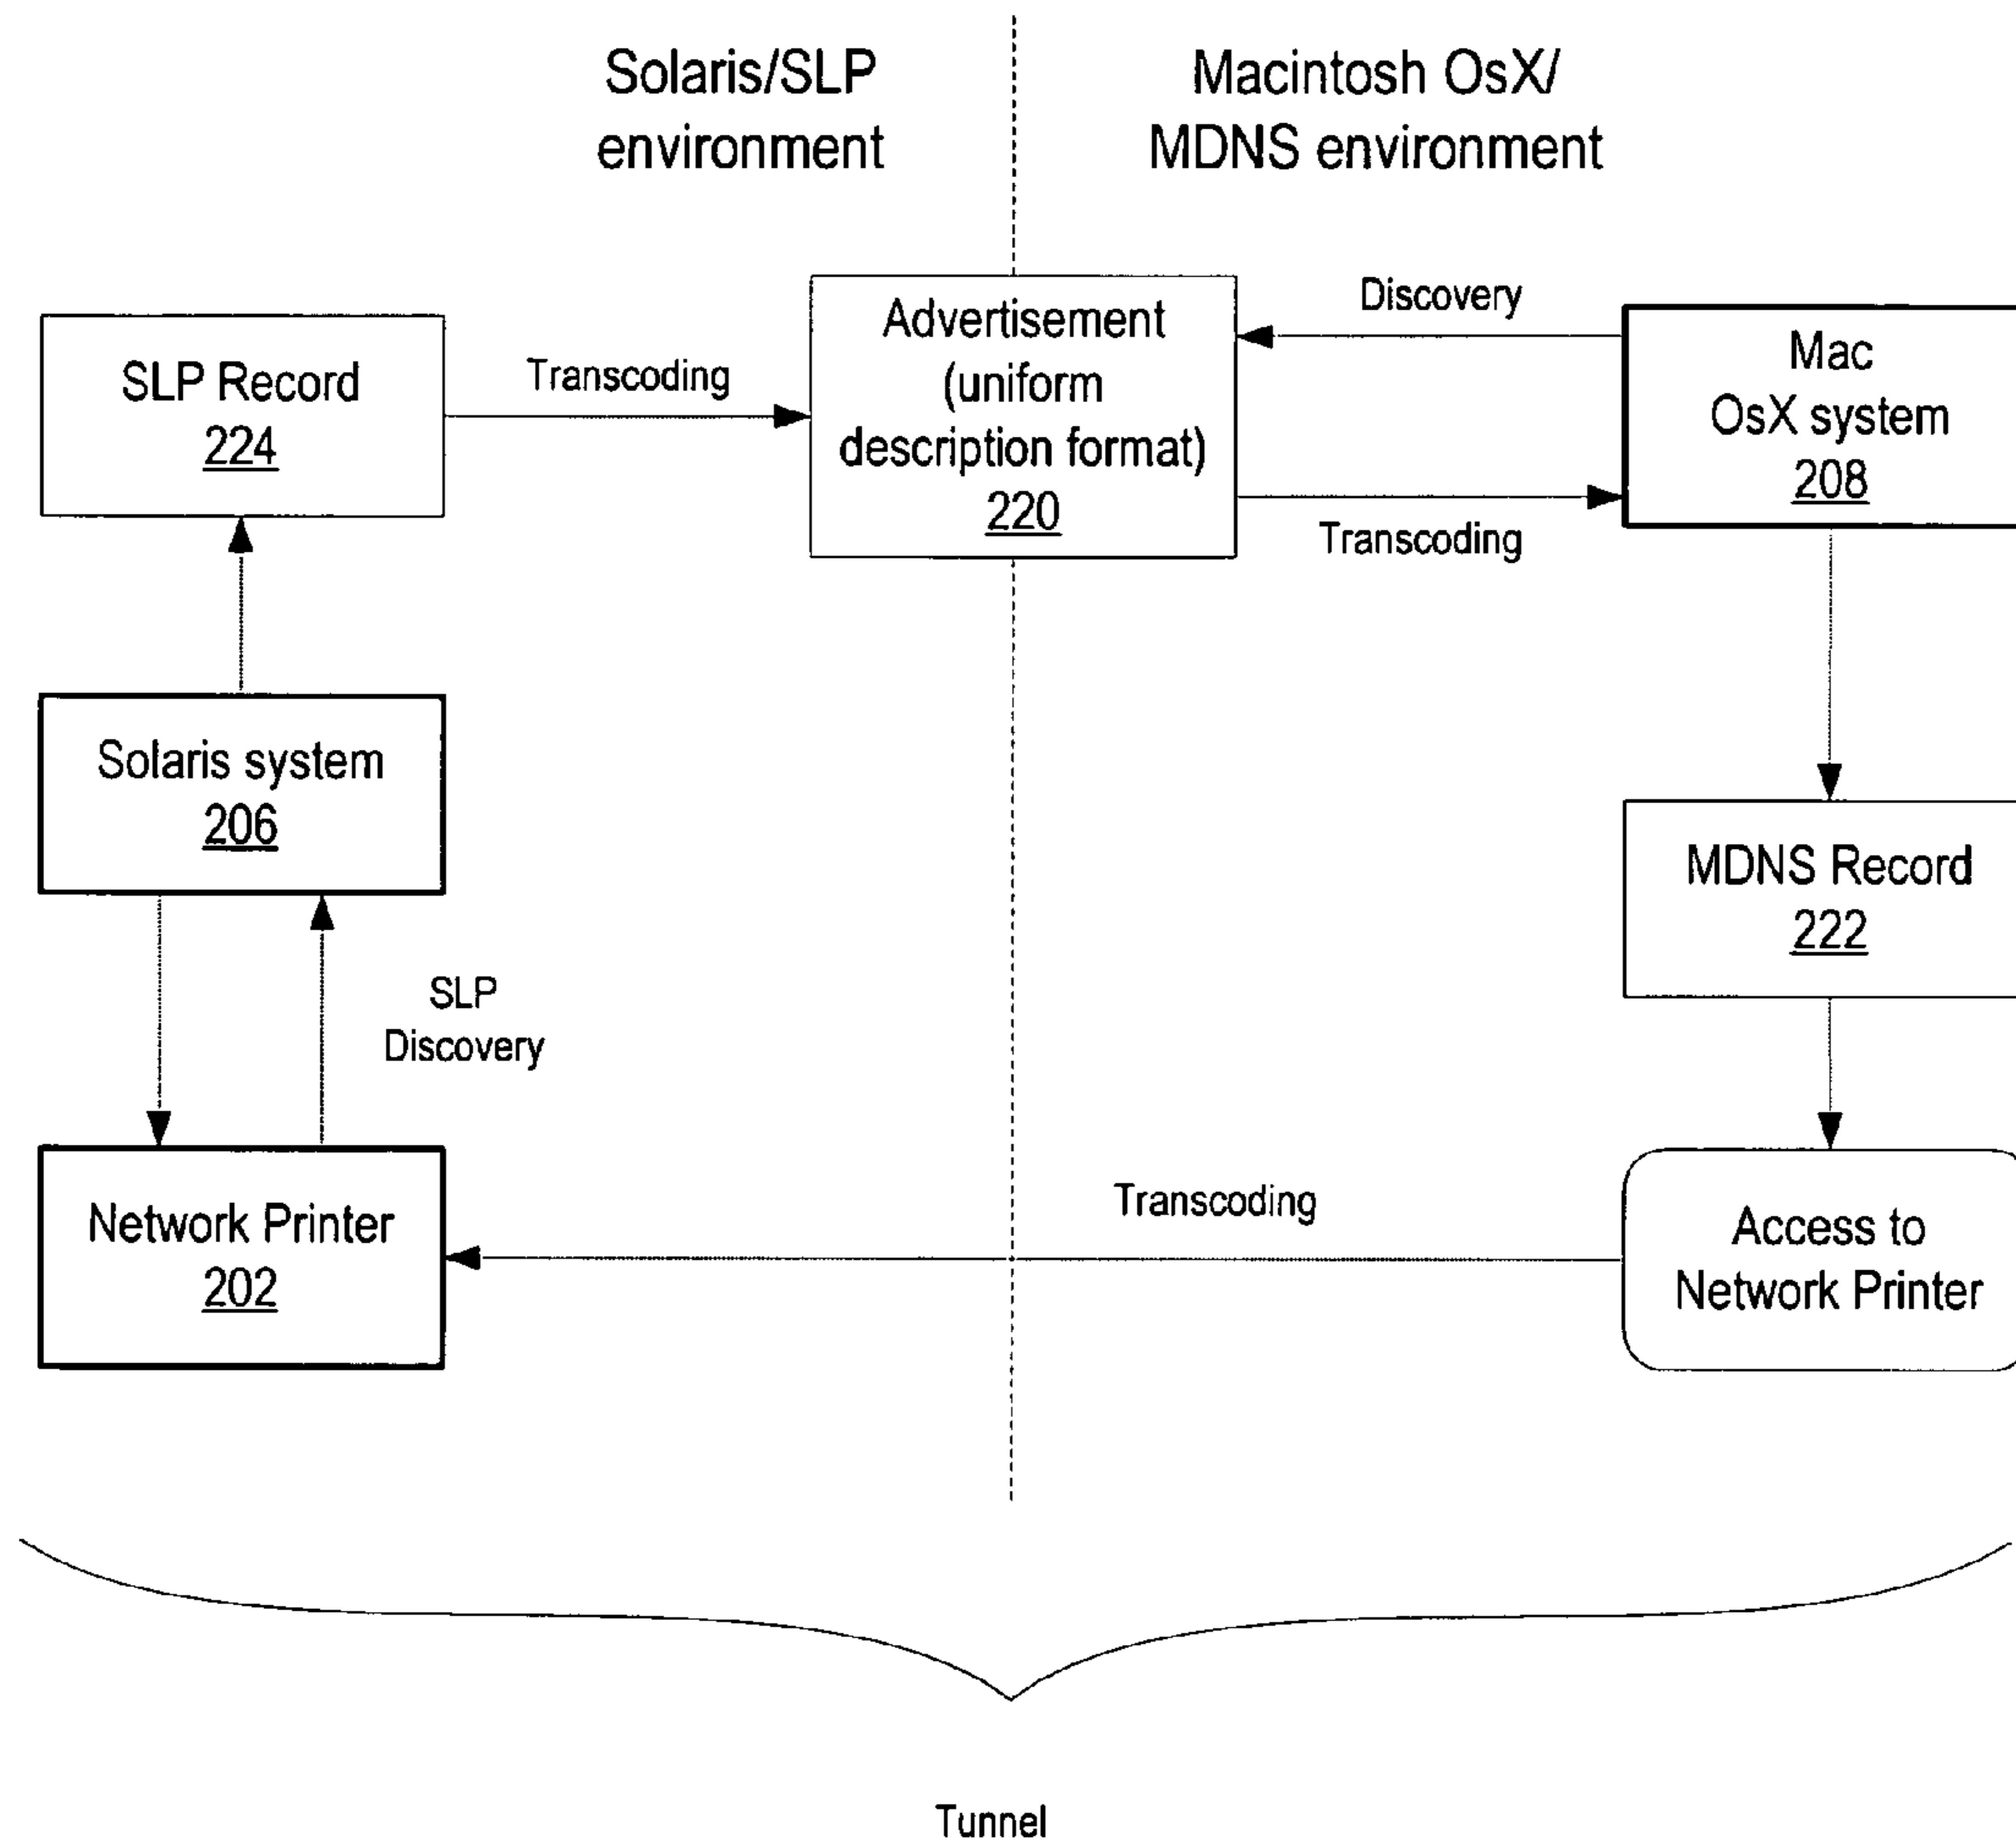 Solaris/SLP
environment
Macintosh OsX/
MDNS environment
SLP Record
224
Transcoding
Advertisement
(uniform
description format)
220
Discovery
Transcoding
Mac
OsX system
208
Solaris system
206
MDNS Record
222
SLP
Discovery
Network Printer
202
Transcoding
Access to
Network Printer
Tunnel